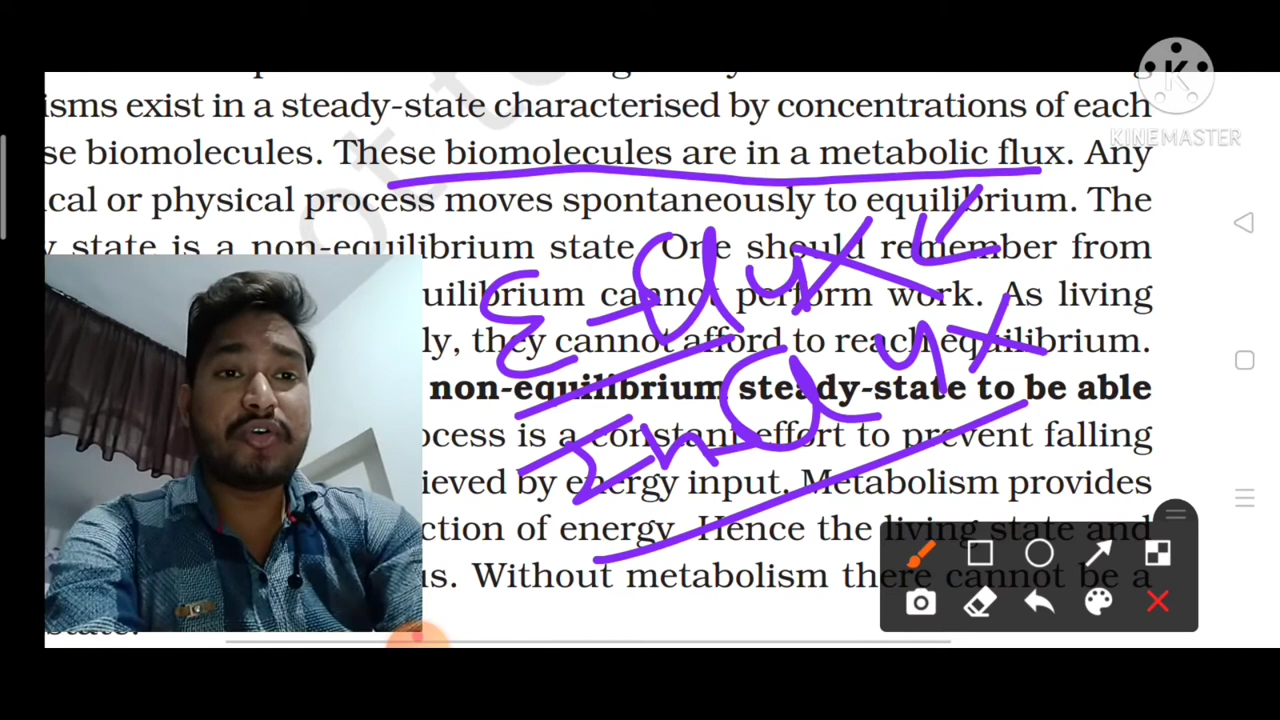 isms exist in a steady-state characterised by concentrations of each
se biomolecules. These biomolecules are in a metabolic flux. Any
ical or physical process moves spontaneously to equilibrium. The
y state is a non-equilibrium state. One should remember from
uilibrium cannot perform work. As living
ly, they cannot afford to reach equilibrium.
non-equilibrium steady-state to be able
ocess is a constant effort to prevent falling
ieved by energy input. Metabolism provides
ction of energy. Hence the living state and
us. Without metabolism there cannot be a
state.
E-flux
Influx
K
KINEMASTER